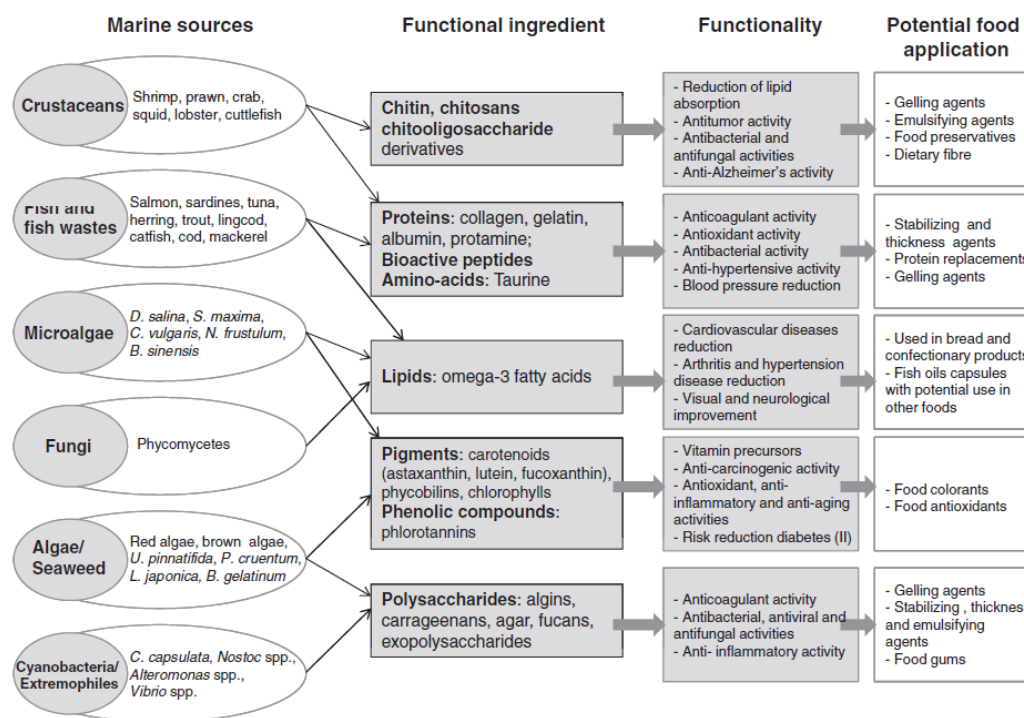 Marine sources
Functional ingredient
Functionality
Potential food
application
Crustaceans
Shrimp, prawn, crab,
squid, lobster, cuttlefish
Fish and
fish wastes
Salmon, sardines, tuna,
herring, trout, lingcod,
catfish, cod, mackerel
Microalgae
D. salina, S. maxima,
C. vulgaris, N. frustulum,
B. sinensis
Fungi
Phycomycetes
Algae/
Seaweed
Red algae, brown algae,
U. pinnatifida, P. cruentum,
L. japonica, B. gelatinum
Cyanobacteria/
Extremophiles
C. capsulata, Nostoc spp.,
Alteromonas spp.,
Vibrio spp.
Chitin, chitosans
chitooligosaccharide
derivatives
Proteins: collagen, gelatin,
albumin, protamine;
Bioactive peptides
Amino-acids: Taurine
Lipids: omega-3 fatty acids
Pigments: carotenoids
(astaxanthin, lutein, fucoxanthin),
phycobilins, chlorophylls
Phenolic compounds:
phlorotannins
Polysaccharides: algins,
carrageenans, agar, fucans,
exopolysaccharides
- Reduction of lipid
absorption
- Antitumor activity
- Antibacterial and
antifungal activities
- Anti-Alzheimer's activity
- Anticoagulant activity
- Antioxidant activity
- Antibacterial activity
- Anti-hypertensive activity
- Blood pressure reduction
- Cardiovascular diseases
reduction
- Arthritis and hypertension
disease reduction
- Visual and neurological
improvement
- Vitamin precursors
- Anti-carcinogenic activity
- Antioxidant, anti-
inflammatory and anti-aging
activities
- Risk reduction diabetes (II)
- Anticoagulant activity
- Antibacterial, antiviral and
antifungal activities
- Anti- inflammatory activity
- Gelling agents
- Emulsifying agents
- Food preservatives
- Dietary fibre
- Stabilizing and
thickness agents
- Protein replacements
- Gelling agents
- Used in bread and
confectionary products
- Fish oils capsules
with potential use in
other foods
- Food colorants
- Food antioxidants
- Gelling agents
- Stabilizing , thickness
and emulsifying
agents
- Food gums